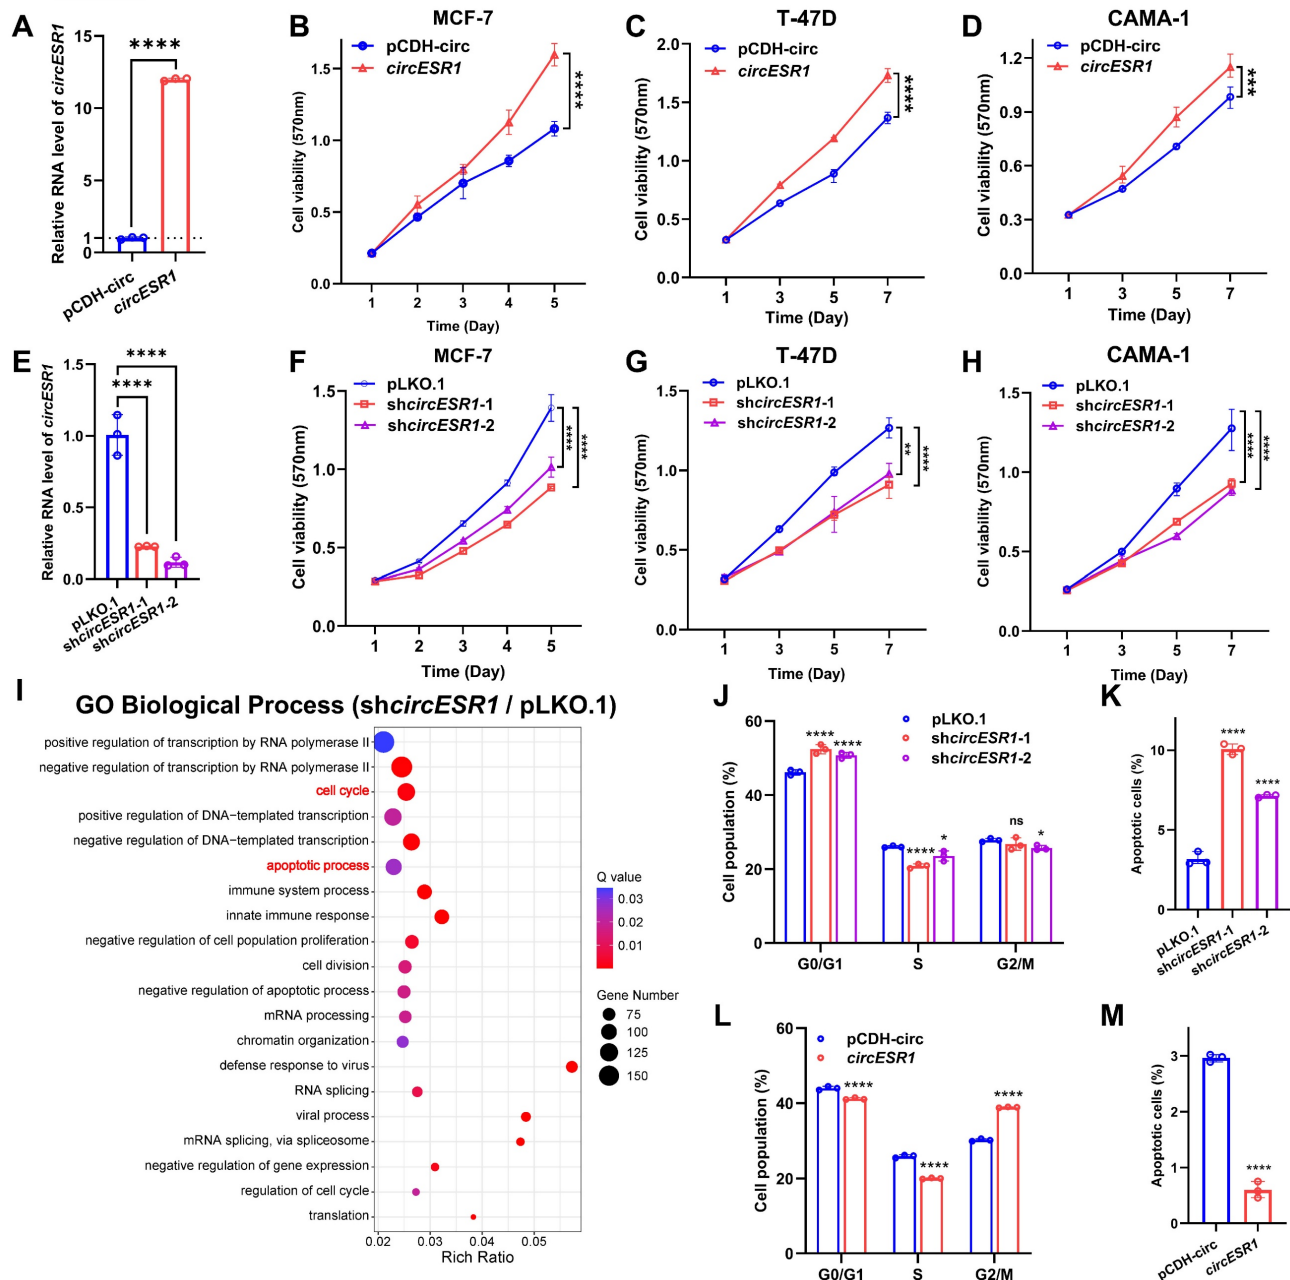 A
Relative RNA level of circESR1
15
10
5
1
0
****
pCDH-circ
circESR1
B
MCF-7
pCDH-circ
circESR1
Cell viability (570nm)
1.5
1.0
0.5
0.0
****
1 2 3 4 5
Time (Day)
C
T-47D
pCDH-circ
circESR1
Cell viability (570nm)
2.0
1.5
1.0
0.5
0.0
****
1 3 5 7
Time (Day)
D
CAMA-1
pCDH-circ
circESR1
Cell viability (570nm)
1.2
0.9
0.6
0.3
0.0
***
1 3 5 7
Time (Day)
E
Relative RNA level of circESR1
1.5
1.0
0.5
0.0
****
****
pLKO.1
shcircESR1-1
shcircESR1-2
F
MCF-7
pLKO.1
shcircESR1-1
shcircESR1-2
Cell viability (570nm)
1.5
1.0
0.5
0.0
****
****
1 2 3 4 5
Time (Day)
G
T-47D
pLKO.1
shcircESR1-1
shcircESR1-2
Cell viability (570nm)
1.5
1.0
0.5
0.0
**
****
1 3 5 7
Time (Day)
H
CAMA-1
pLKO.1
shcircESR1-1
shcircESR1-2
Cell viability (570nm)
1.5
1.0
0.5
0.0
****
****
1 3 5 7
Time (Day)
I
GO Biological Process (shcircESR1 / pLKO.1)
positive regulation of transcription by RNA polymerase II
negative regulation of transcription by RNA polymerase II
cell cycle
positive regulation of DNA−templated transcription
negative regulation of DNA−templated transcription
apoptotic process
immune system process
innate immune response
negative regulation of cell population proliferation
cell division
negative regulation of apoptotic process
mRNA processing
chromatin organization
defense response to virus
RNA splicing
viral process
mRNA splicing, via spliceosome
negative regulation of gene expression
regulation of cell cycle
translation
0.02 0.03 0.04 0.05
Rich Ratio
Q value
0.03
0.02
0.01
Gene Number
75
100
125
150
J
pLKO.1
shcircESR1-1
shcircESR1-2
Cell population (%)
60
40
20
0
**** ****
**** *
ns *
G0/G1 S G2/M
K
Apoptotic cells (%)
10
5
0
****
****
pLKO.1
shcircESR1-1
shcircESR1-2
L
pCDH-circ
circESR1
Cell population (%)
60
40
20
0
****
****
****
G0/G1 S G2/M
M
Apoptotic cells (%)
3
2
1
0
****
pCDH-circ
circESR1